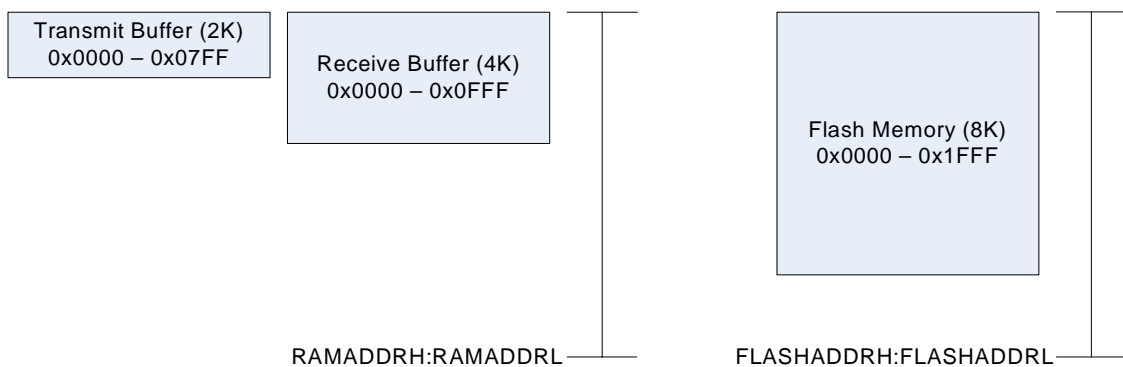 Transmit Buffer (2K)
0x0000 – 0x07FF
Receive Buffer (4K)
0x0000 – 0x0FFF
Flash Memory (8K)
0x0000 – 0x1FFF
RAMADDRH:RAMADDRL
FLASHADDRH:FLASHADDRL